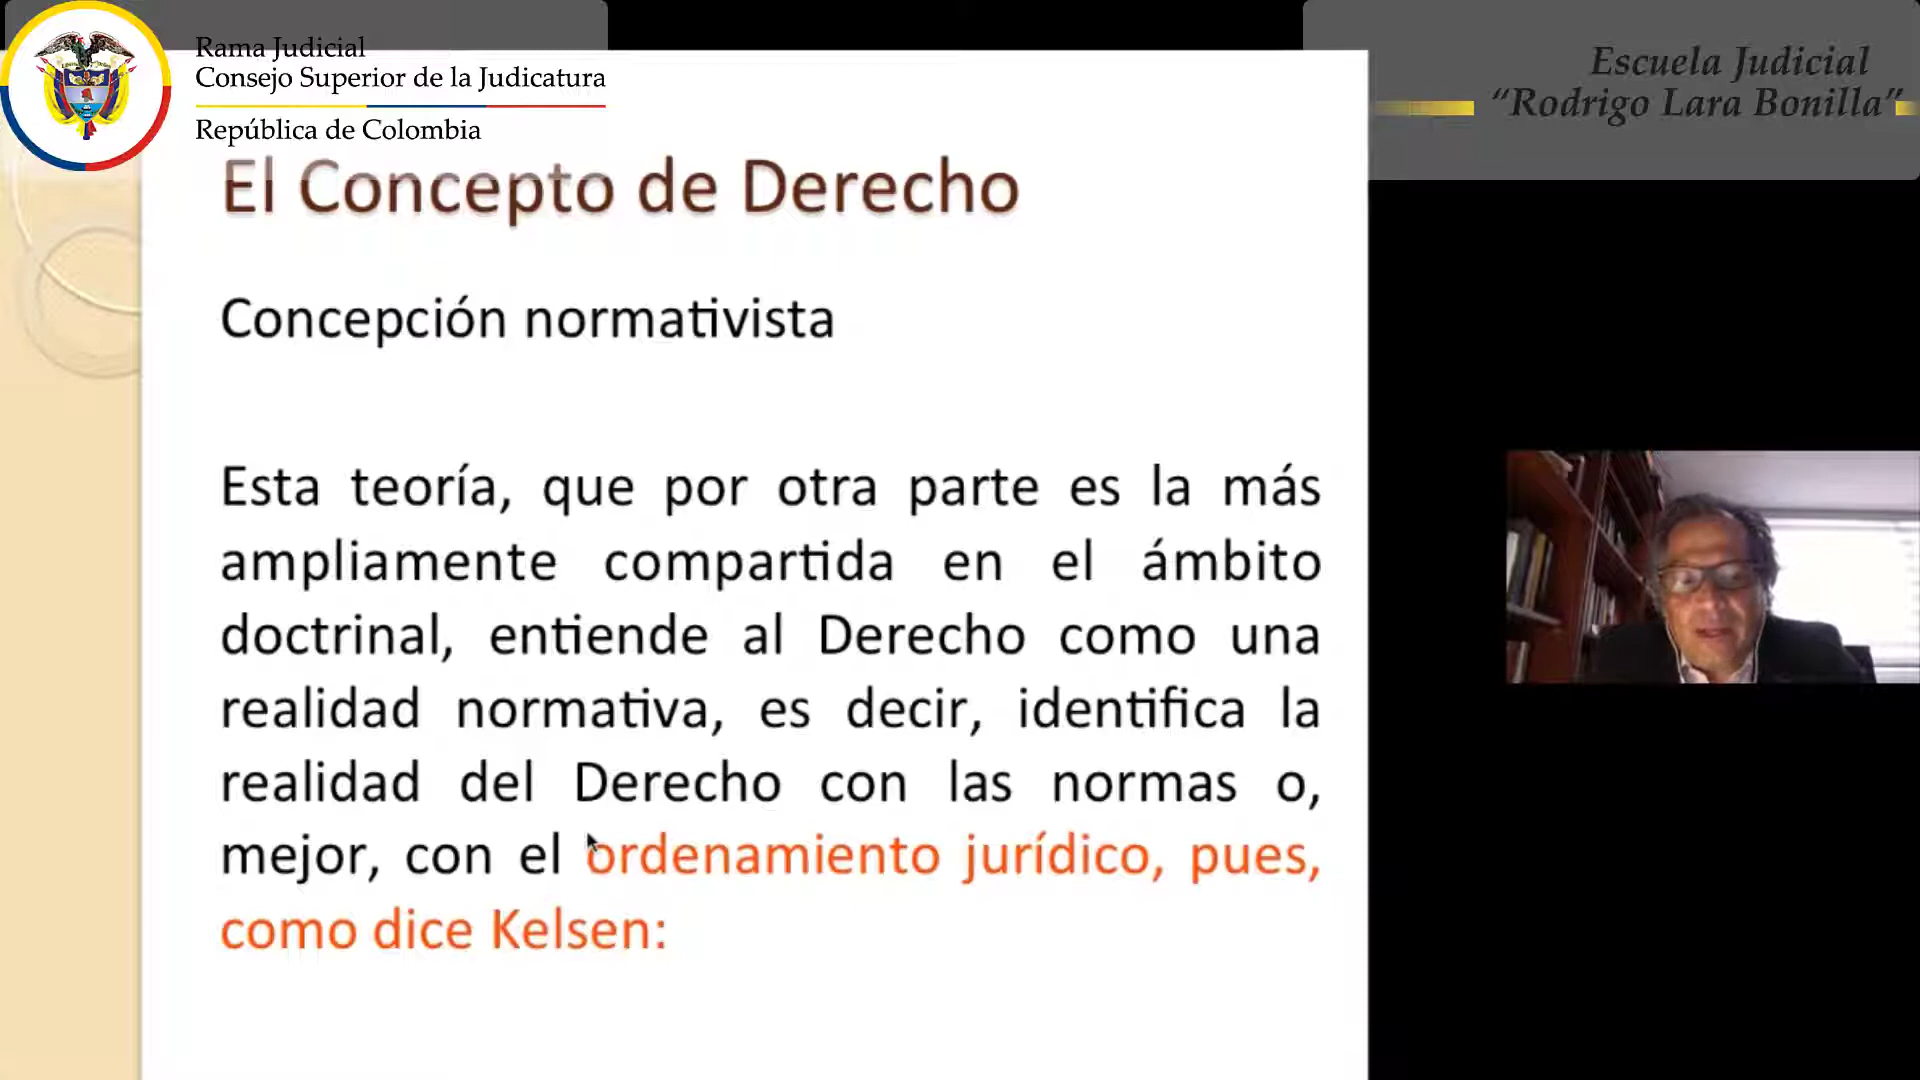 Rama Judicial
Consejo Superior de la Judicatura
República de Colombia
Escuela Judicial
“Rodrigo Lara Bonilla”
El Concepto de Derecho
Concepción normativista
Esta teoría, que por otra parte es la más
ampliamente compartida en el ámbito
doctrinal, entiende al Derecho como una
realidad normativa, es decir, identifica la
realidad del Derecho con las normas o,
mejor, con el ordenamiento jurídico, pues,
como dice Kelsen: